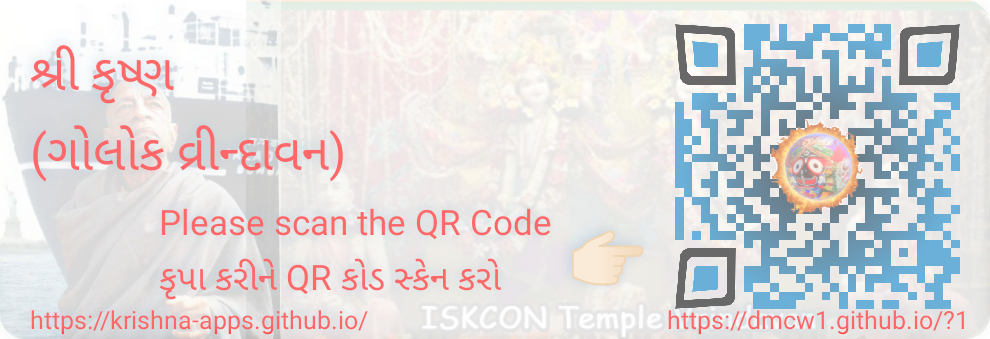 શ્રી કૃષ્ણ
(ગોલોક વ્રીન્દાવન)
Please scan the QR Code
કૃપા કરીને QR કોડ સ્કેન કરો
https://krishna-apps.github.io/
ISKCON Temple
https://dmcw1.github.io/?1